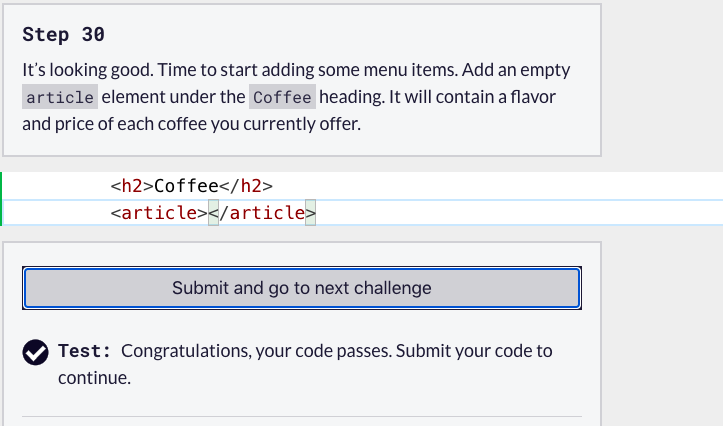 Step 30
It’s looking good. Time to start adding some menu items. Add an empty
article element under the Coffee heading. It will contain a flavor
and price of each coffee you currently offer.
<h2>Coffee</h2>
<article></article>
Submit and go to next challenge
Test: Congratulations, your code passes. Submit your code to
continue.